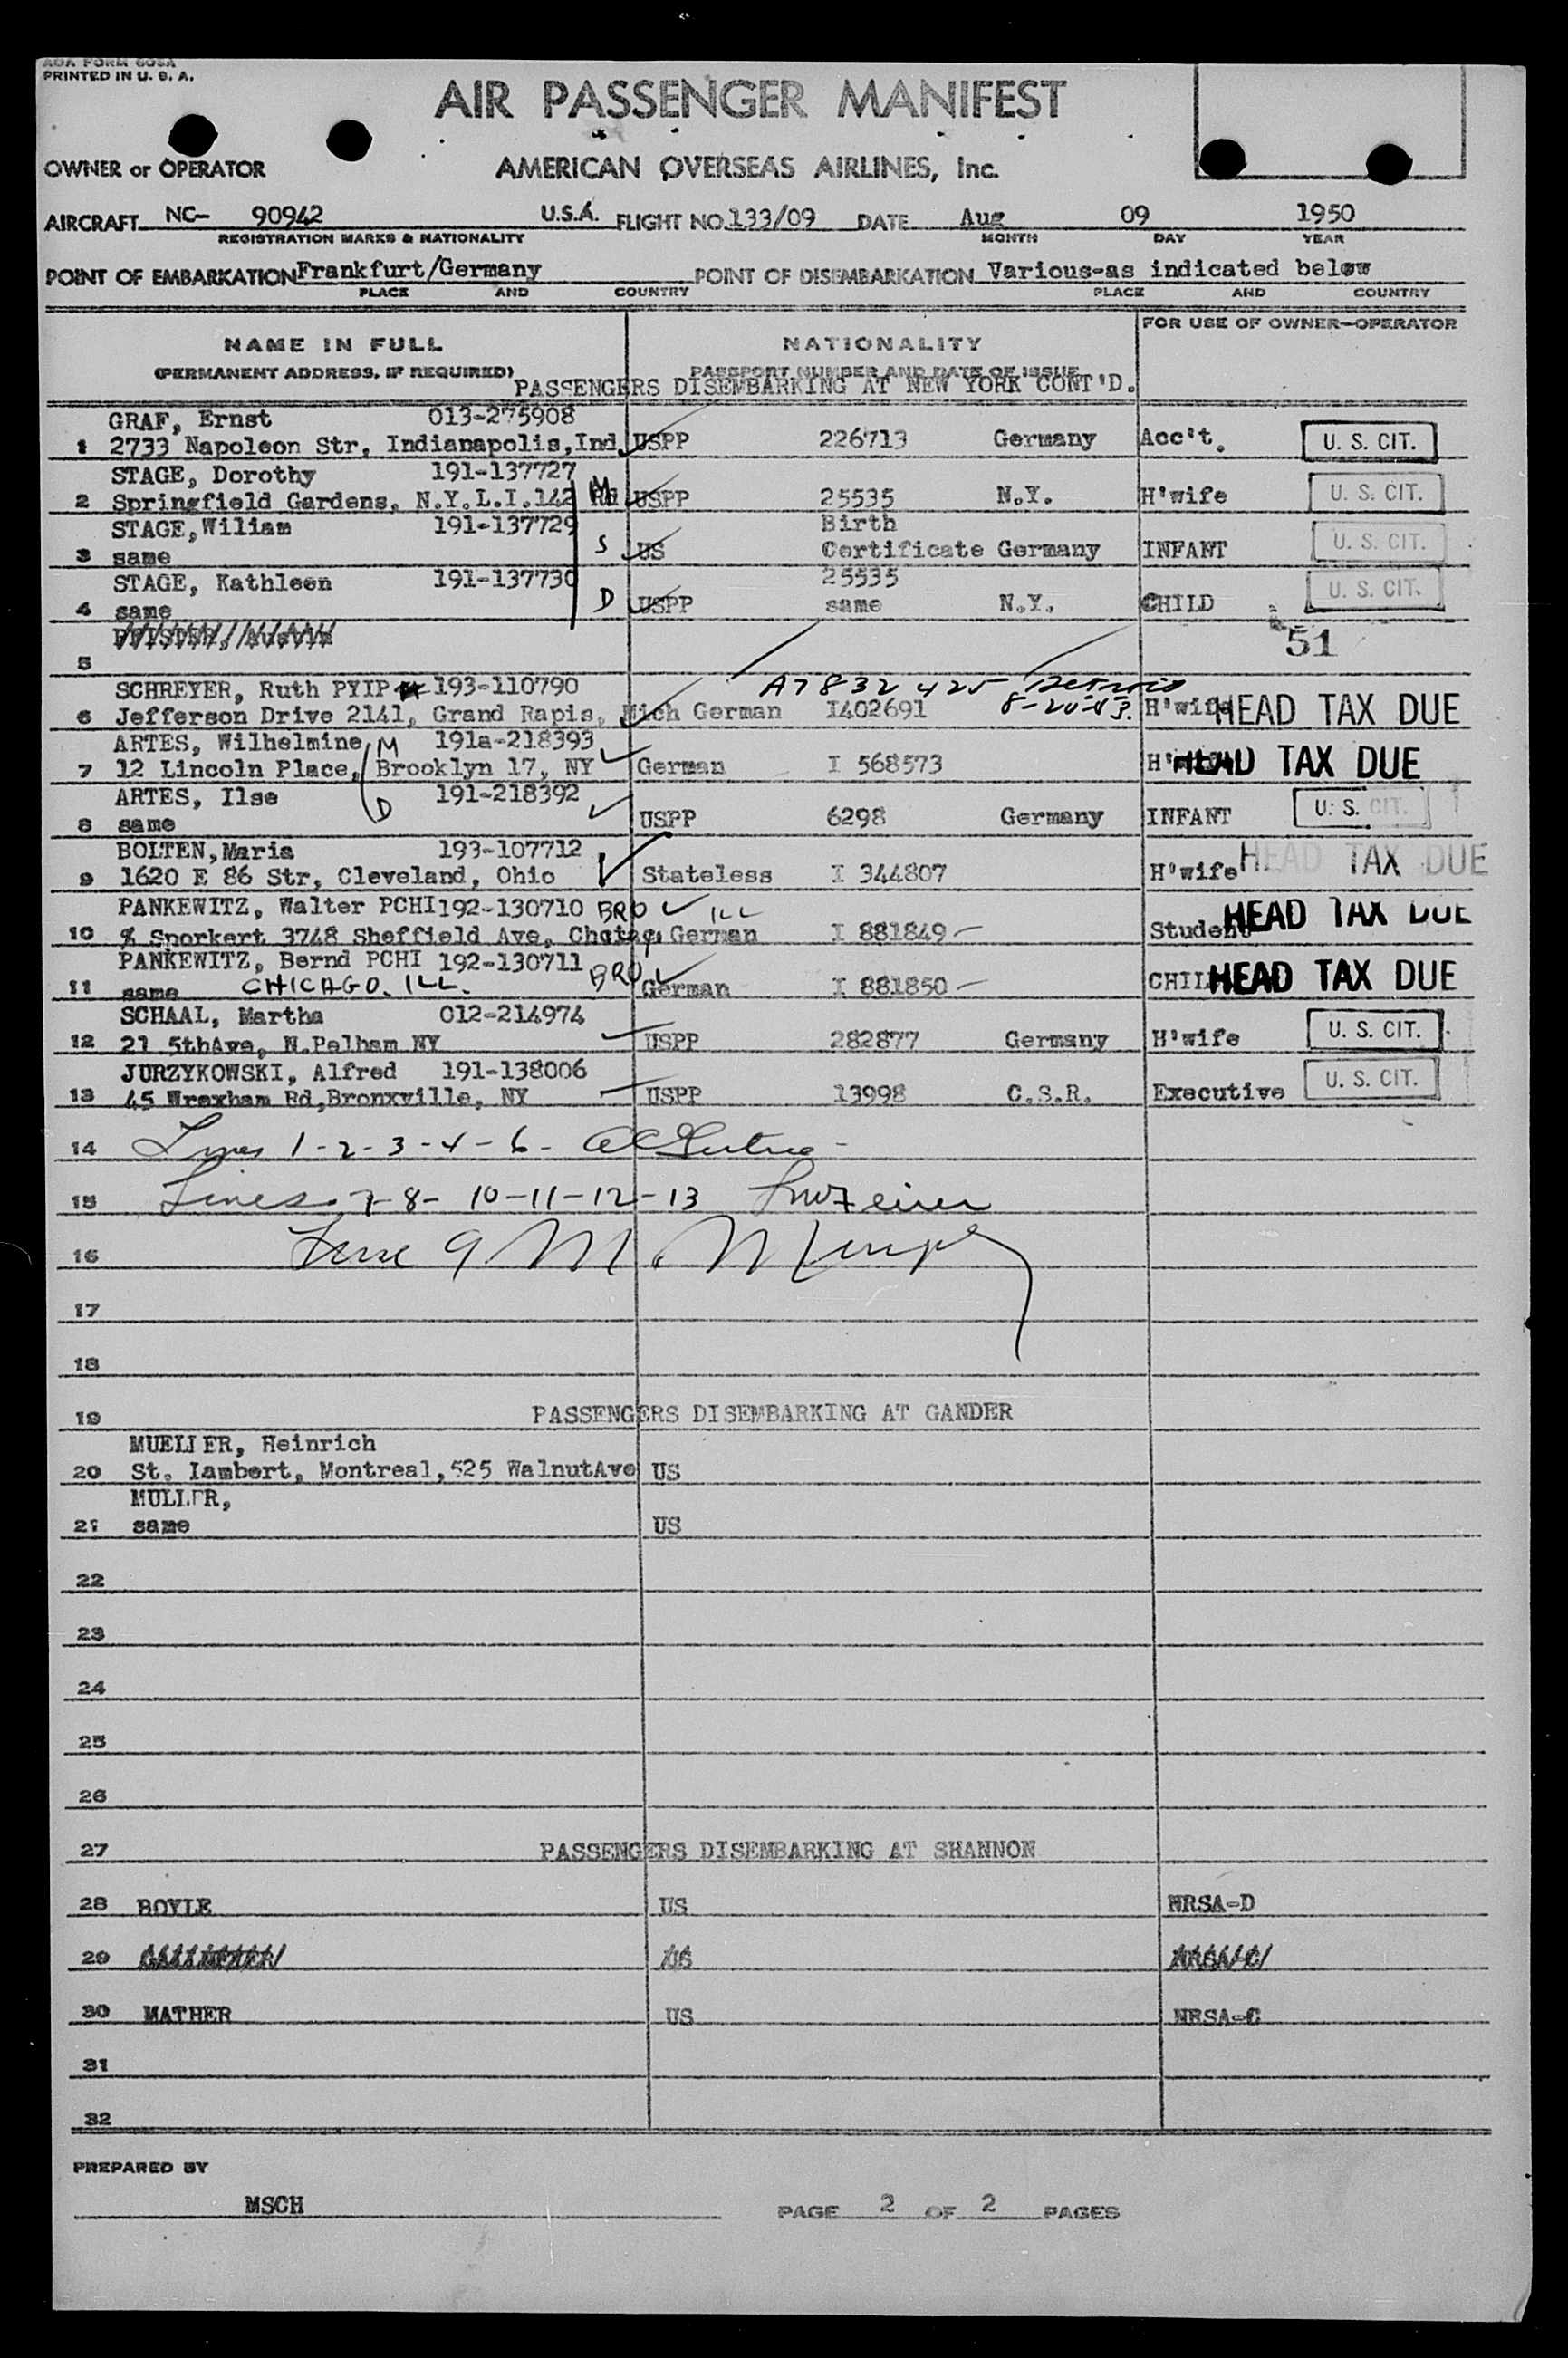 AOA FORM 605A
PRINTED IN U. S. A.
AIR PASSENGER MANIFEST
OWNER or OPERATOR AMERICAN OVERSEAS AIRLINES, Inc.
AIRCRAFT NC- 90942 U.S.A. FLIGHT NO. 133/09 DATE Aug 09 1950
REGISTRATION MARKS & NATIONALITY MONTH DAY YEAR
POINT OF EMBARKATION Frankfurt/Germany POINT OF DISEMBARKATION Various-as indicated below
PLACE AND COUNTRY PLACE AND COUNTRY
NAME IN FULL NATIONALITY FOR USE OF OWNER-OPERATOR
(PERMANENT ADDRESS, IF REQUIRED) PASSPORT NUMBER AND DATE OF ISSUE
PASSENGERS DISEMBARKING AT NEW YORK CONT'D.
GRAF, Ernst 013-275908
1 2733 Napoleon Str, Indianapolis,Ind. USPP 226713 Germany Acc't. U. S. CIT.
STAGE, Dorothy 191-137727
2 Springfield Gardens, N.Y.L.I.142 Rd M USPP 25535 N.Y. H'wife U. S. CIT.
STAGE,Wiliam 191-137729 Birth
3 same S US Certificate Germany INFANT U. S. CIT.
STAGE, Kathleen 191-137730 25535
4 same D USPP same N.Y. CHILD U. S. CIT.
5 51
SCHREYER, Ruth PYIP 193-110790 A7832425 Detroit
6 Jefferson Drive 2141, Grand Rapis, Mich German I402691 8-20-43. H'wife HEAD TAX DUE
ARTES, Wilhelmine M 191a-218393
7 12 Lincoln Place, Brooklyn 17, NY German I 568573 HEAD TAX DUE
ARTES, Ilse D 191-218392
8 same USPP 6298 Germany INFANT U. S. CIT.
BOLTEN,Maria 193-107712
9 1620 E 86 Str, Cleveland, Ohio Stateless I 344807 H'wife HEAD TAX DUE
PANKEWITZ, Walter PCHI192-130710 BRO ILL
10 % Sporkert 3748 Sheffield Ave, German I 881849 Student HEAD TAX DUE
PANKEWITZ, Bernd PCHI 192-130711 BRO
11 same CHICAGO. ILL. German I 881850 CHILD HEAD TAX DUE
SCHAAL, Martha 012-214974
12 21 5thAve, N.Pelham NY USPP 282877 Germany H'wife U. S. CIT.
JURZYKOWSKI, Alfred 191-138006
13 45 Wrexham Rd,Bronxville, NY USPP 13998 C.S.R. Executive U. S. CIT.
14 Lines 1-2-3-4-6-
15 Lines 7-8- 10-11-12-13
16 Line 9 M. Murphy
17
18
19 PASSENGERS DISEMBARKING AT GANDER
MUELLER, Heinrich
20 St. Lambert, Montreal,525 WalnutAve US
MULLER,
21 same US
22
23
24
25
26
27 PASSENGERS DISEMBARKING AT SHANNON
28 BOYLE US NRSA-D
29 US NRSA-C
30 MATHER US NRSA-C
31
32
PREPARED BY
MSCH PAGE 2 OF 2 PAGES